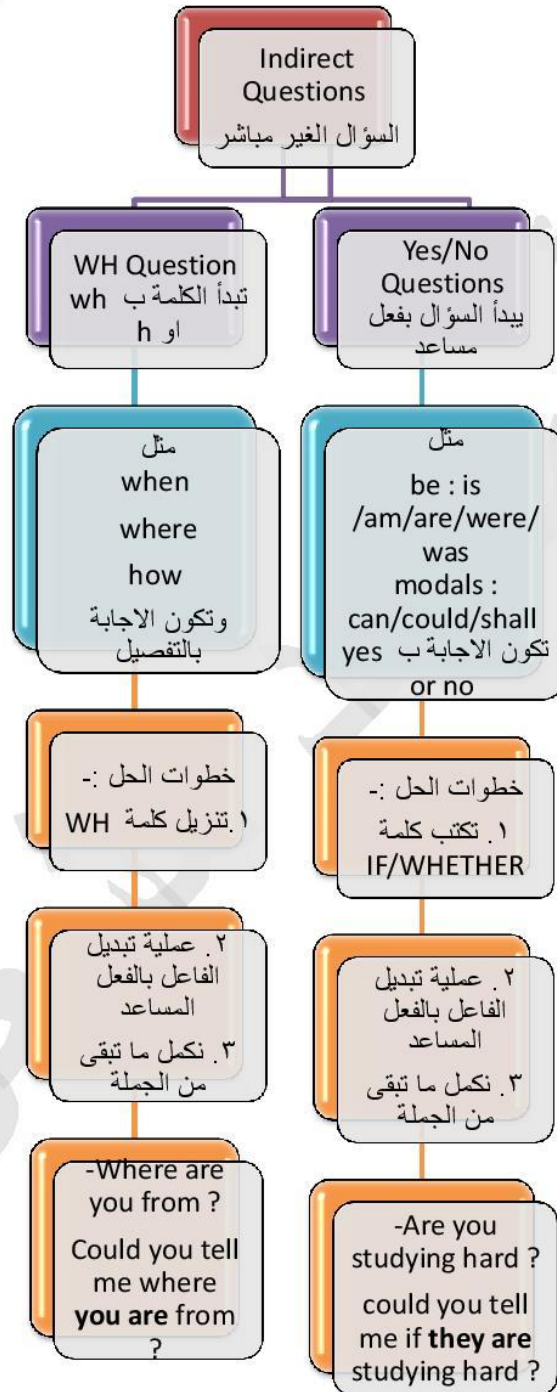 Indirect
Questions
السؤال الغير مباشر
WH Question
تبدأ الكلمة ب wh
او h
مثل
when
where
how
وتكون الاجابة
بالتفصيل
خطوات الحل :-
١.تنزيل كلمة WH
٢. عملية تبديل
الفاعل بالفعل
المساعد
٣. نكمل ما تبقى
من الجملة
-Where are
you from ?
Could you tell
me where
you are from
?
Yes/No
Questions
يبدأ السؤال بفعل
مساعد
مثل
be : is
/am/are/were/
was
modals :
can/could/shall
تكون الاجابة ب yes
or no
خطوات الحل :-
١. تكتب كلمة
IF/WHETHER
٢. عملية تبديل
الفاعل بالفعل
المساعد
٣. نكمل ما تبقى
من الجملة
-Are you
studying hard ?
could you tell
me if they are
studying hard ?